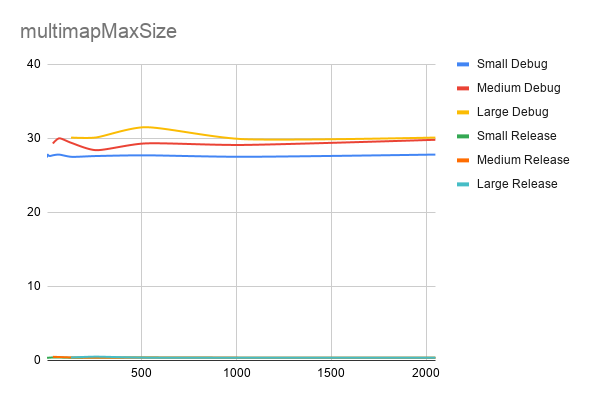 multimapMaxSize
40
30
20
10
0
500
1000
1500
2000
Small Debug
Medium Debug
Large Debug
Small Release
Medium Release
Large Release